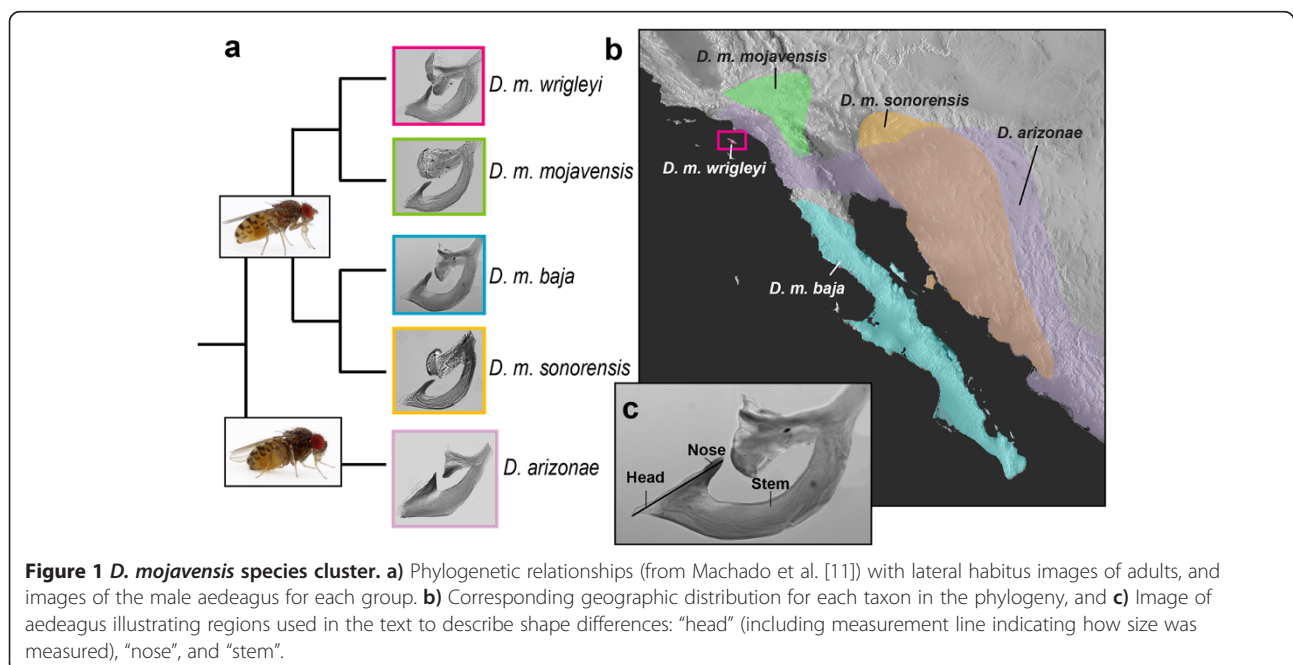 a
D. m. wrigleyi
D. m. mojavensis
D. m. baja
D. m. sonorensis
D. arizonae
b
D. m. mojavensis
D. m. sonorensis
D. arizonae
D. m. wrigleyi
D. m. baja
c
Nose
Head
Stem
Figure 1 D. mojavensis species cluster. a) Phylogenetic relationships (from Machado et al. [11]) with lateral habitus images of adults, and
images of the male aedeagus for each group. b) Corresponding geographic distribution for each taxon in the phylogeny, and c) Image of
aedeagus illustrating regions used in the text to describe shape differences: “head” (including measurement line indicating how size was
measured), “nose”, and “stem”.